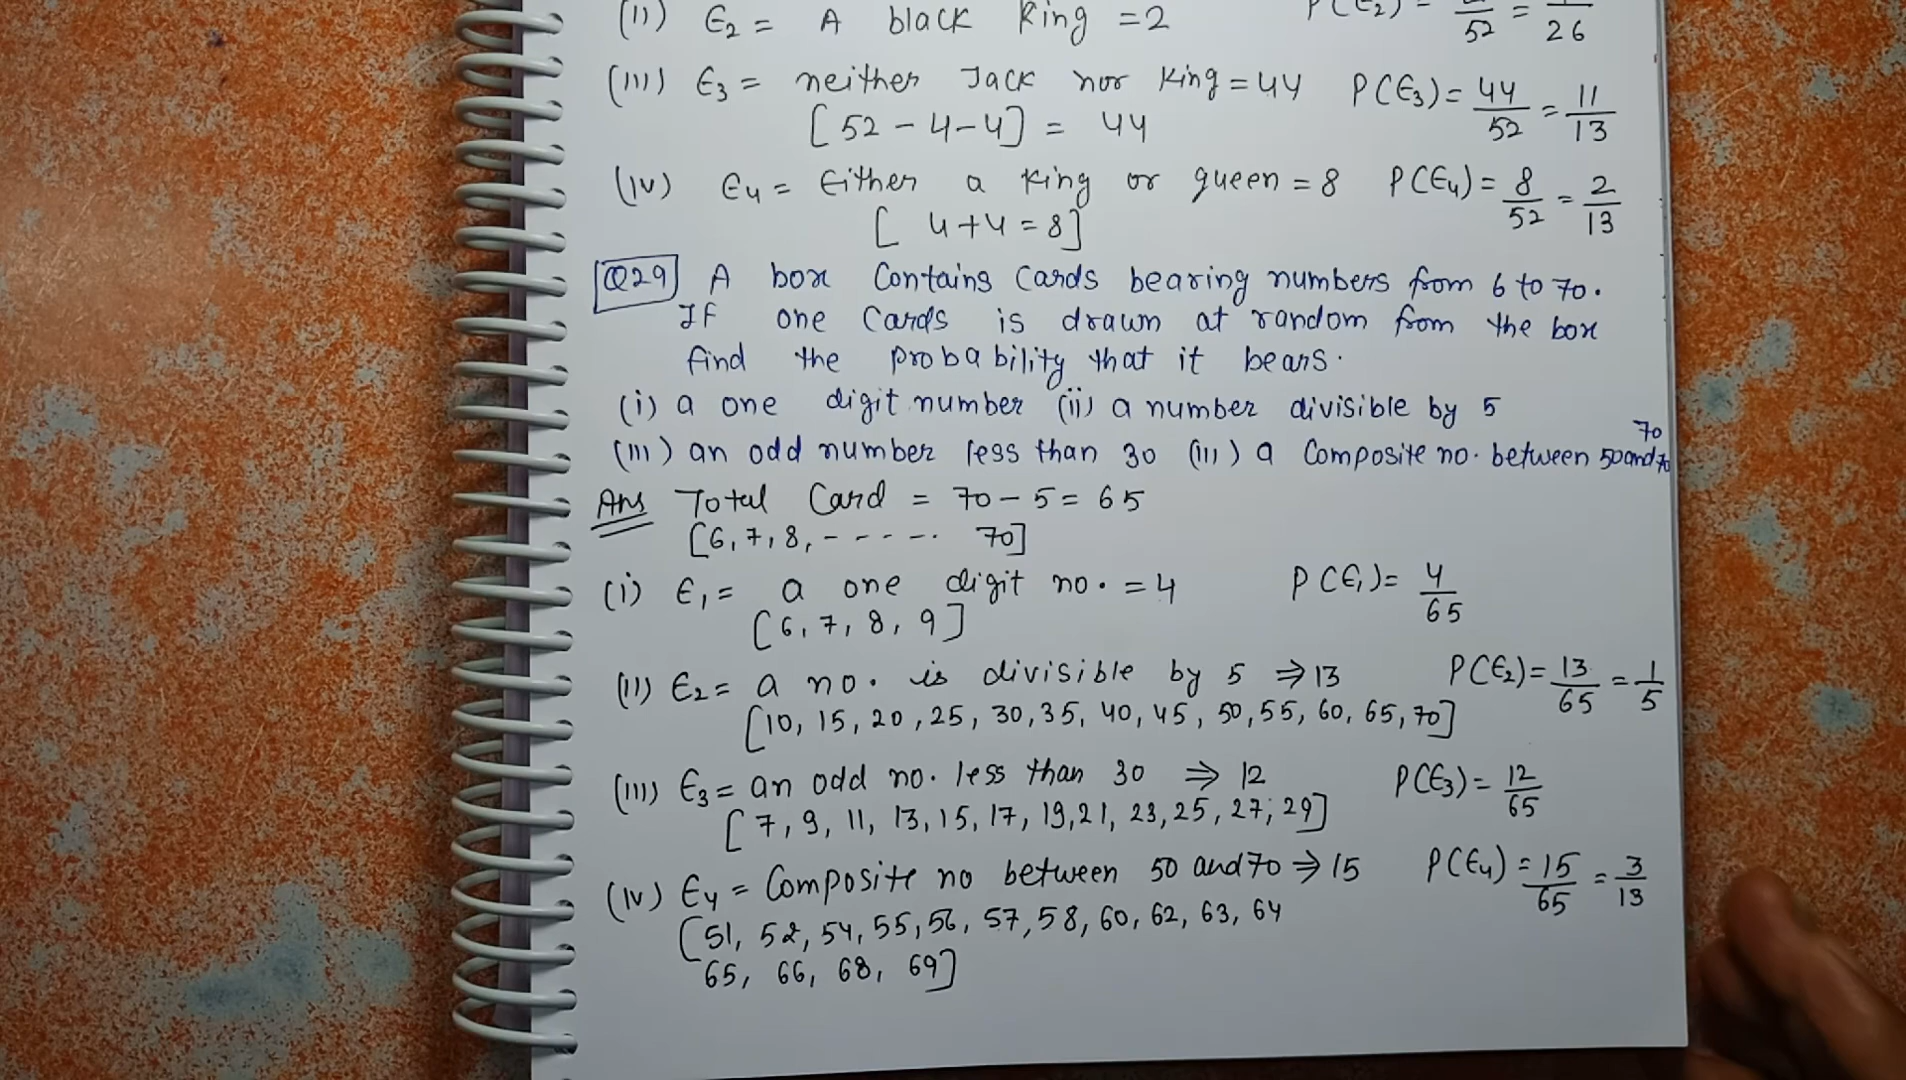 (ii) E₂ = A black King = 2 P(E₂) = 2/52 = 1/26
(iii) E₃ = neither Jack nor King = 44 P(E₃) = 44/52 = 11/13
[52 - 4 - 4] = 44
(iv) E₄ = Either a King or queen = 8 P(E₄) = 8/52 = 2/13
[4+4 = 8]
Q29 A box Contains Cards bearing numbers from 6 to 70.
If one Cards is drawn at random from the box
find the probability that it bears.
(i) a one digit number (ii) a number divisible by 5
70
(iii) an odd number less than 30 (iii) a Composite no. between 50 and 70
Ans Total Card = 70 - 5 = 65
[6, 7, 8, - - - - - . 70]
(i) E₁ = a one digit no. = 4 P(E₁) = 4/65
[6, 7, 8, 9]
(ii) E₂ = a no. is divisible by 5 ⇒ 13 P(E₂) = 13/65 = 1/5
[10, 15, 20, 25, 30, 35, 40, 45, 50, 55, 60, 65, 70]
(iii) E₃ = an odd no. less than 30 ⇒ 12 P(E₃) = 12/65
[7, 9, 11, 13, 15, 17, 19, 21, 23, 25, 27, 29]
(iv) E₄ = Composite no between 50 and 70 ⇒ 15 P(E₄) = 15/65 = 3/13
[51, 52, 54, 55, 56, 57, 58, 60, 62, 63, 64
65, 66, 68, 69]